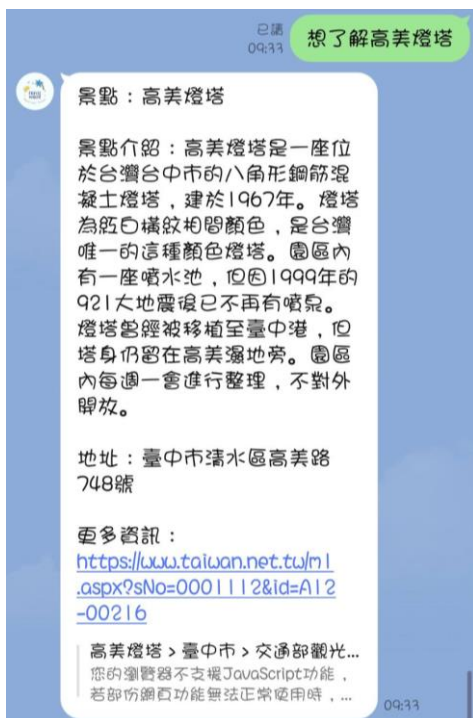 已讀
09:33
想了解高美燈塔
景點：高美燈塔
景點介紹：高美燈塔是一座位
於台灣台中市的八角形鋼筋混
凝土燈塔，建於1967年。燈塔
為紅白橫紋相間顏色，是台灣
唯一的這種顏色燈塔。園區內
有一座噴水池，但因1999年的
921大地震後已不再有噴泉。
燈塔曾經被移植至臺中港，但
塔身仍留在高美濕地旁。園區
內每週一會進行整理，不對外
開放。
地址：臺中市清水區高美路
748號
更多資訊：
https://www.taiwan.net.tw/m1
.aspx?sNo=0001112&id=A12
-00216
高美燈塔 > 臺中市 > 交通部觀光...
您的瀏覽器不支援JavaScript功能，
若部份網頁功能無法正常使用時，...
09:33